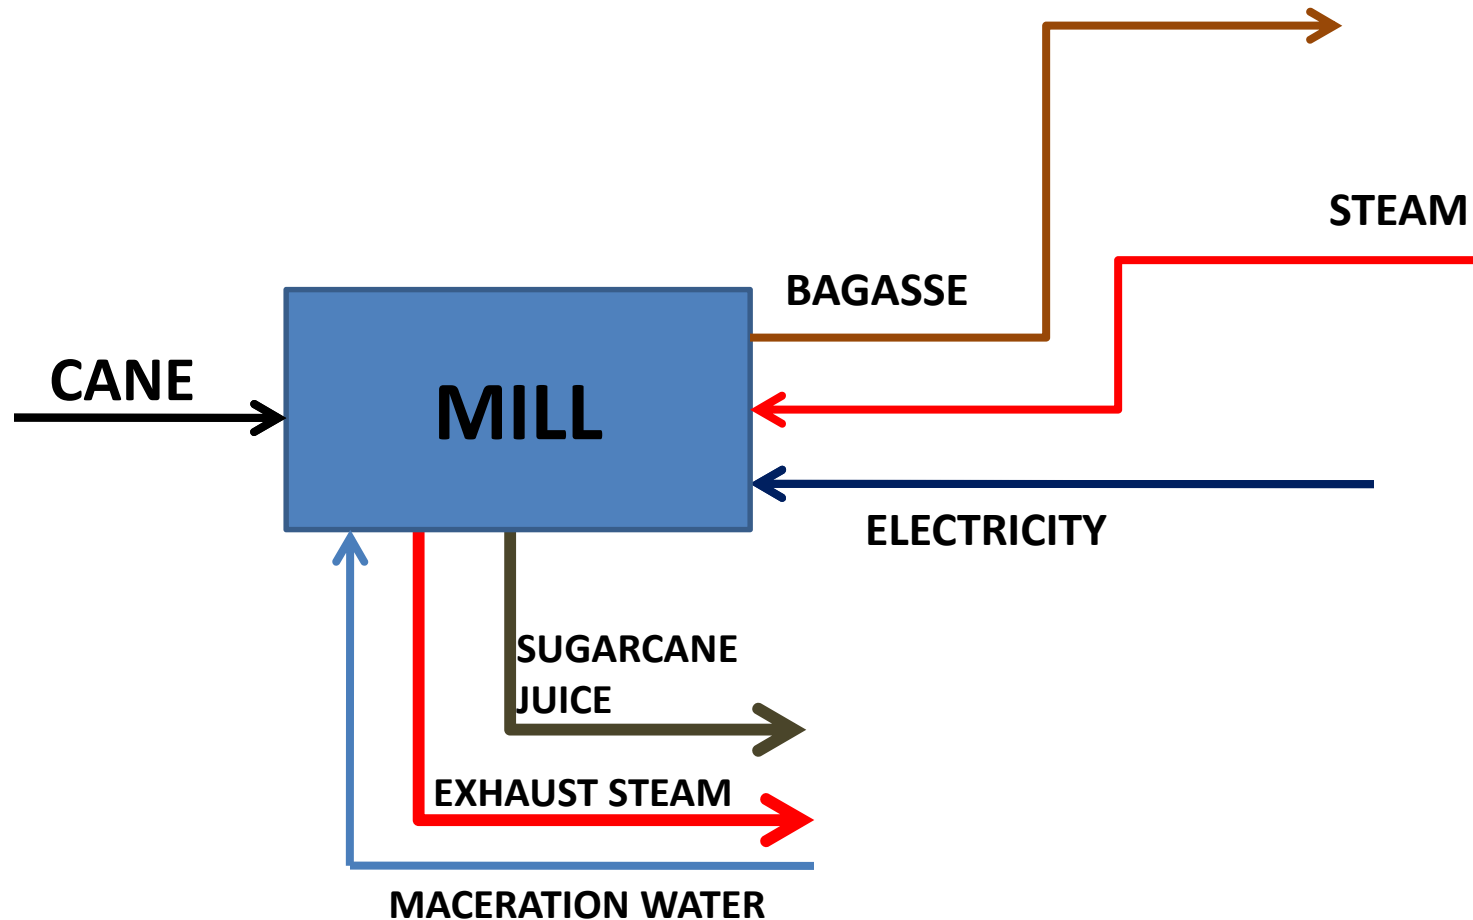 STEAM
BAGASSE
CANE
MILL
ELECTRICITY
SUGARCANE
JUICE
EXHAUST STEAM
MACERATION WATER